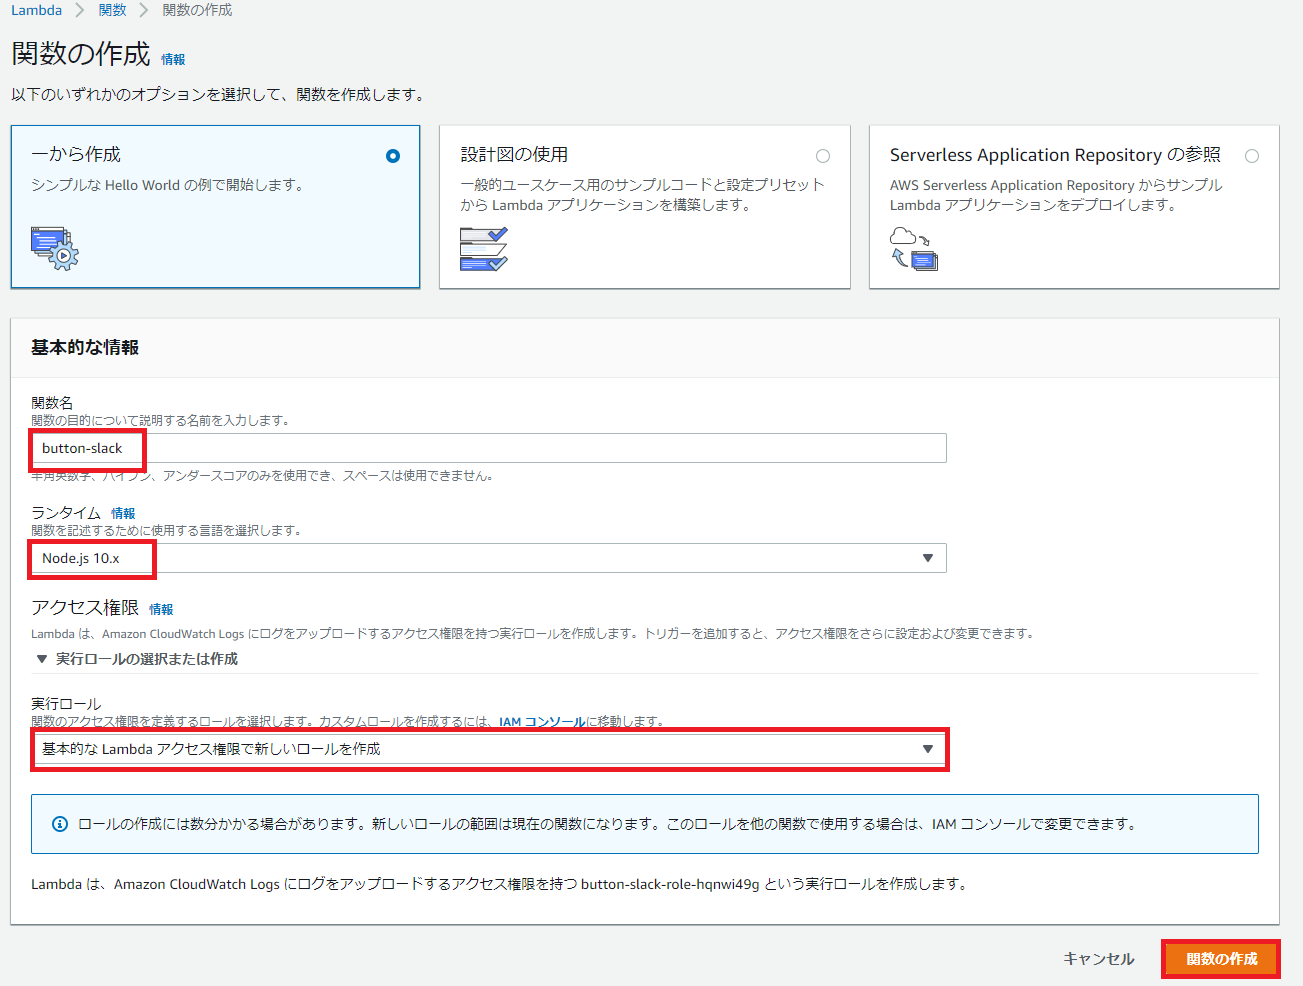 Lambda > 関数 > 関数の作成
関数の作成 情報
以下のいずれかのオプションを選択して、関数を作成します。
一から作成
シンプルな Hello World の例で開始します。
設計図の使用
一般的ユースケース用のサンプルコードと設定プリセット
から Lambda アプリケーションを構築します。
Serverless Application Repository の参照
AWS Serverless Application Repository からサンプル
Lambda アプリケーションをデプロイします。
基本的な情報
関数名
関数の目的について説明する名前を入力します。
button-slack
半角英数字、ハイフン、アンダースコアのみを使用でき、スペースは使用できません。
ランタイム 情報
関数を記述するために使用する言語を選択します。
Node.js 10.x
アクセス権限 情報
Lambda は、Amazon CloudWatch Logs にログをアップロードするアクセス権限を持つ実行ロールを作成します。トリガーを追加すると、アクセス権限をさらに設定および変更できます。
▼ 実行ロールの選択または作成
実行ロール
関数のアクセス権限を定義するロールを選択します。カスタムロールを作成するには、IAM コンソールに移動します。
基本的な Lambda アクセス権限で新しいロールを作成
ロールの作成には数分かかる場合があります。新しいロールの範囲は現在の関数になります。このロールを他の関数で使用する場合は、IAM コンソールで変更できます。
Lambda は、Amazon CloudWatch Logs にログをアップロードするアクセス権限を持つ button-slack-role-hqnwi49g という実行ロールを作成します。
キャンセル
関数の作成